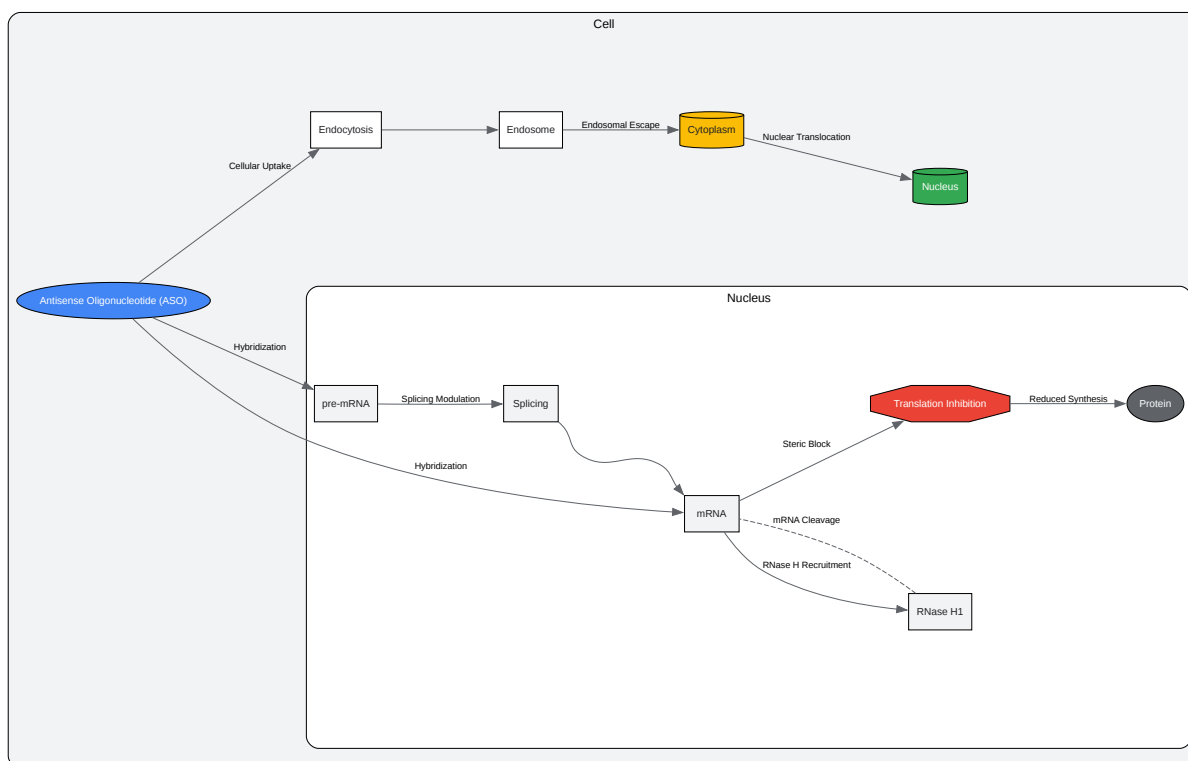 Cell
Endocytosis
Endosome
Endosomal Escape
Cytoplasm
Nuclear Translocation
Nucleus
Cellular Uptake
Antisense Oligonucleotide (ASO)
Nucleus
Hybridization
pre-mRNA
Splicing Modulation
Splicing
Translation Inhibition
Reduced Synthesis
Protein
Steric Block
Hybridization
mRNA
mRNA Cleavage
RNase H Recruitment
RNase H1